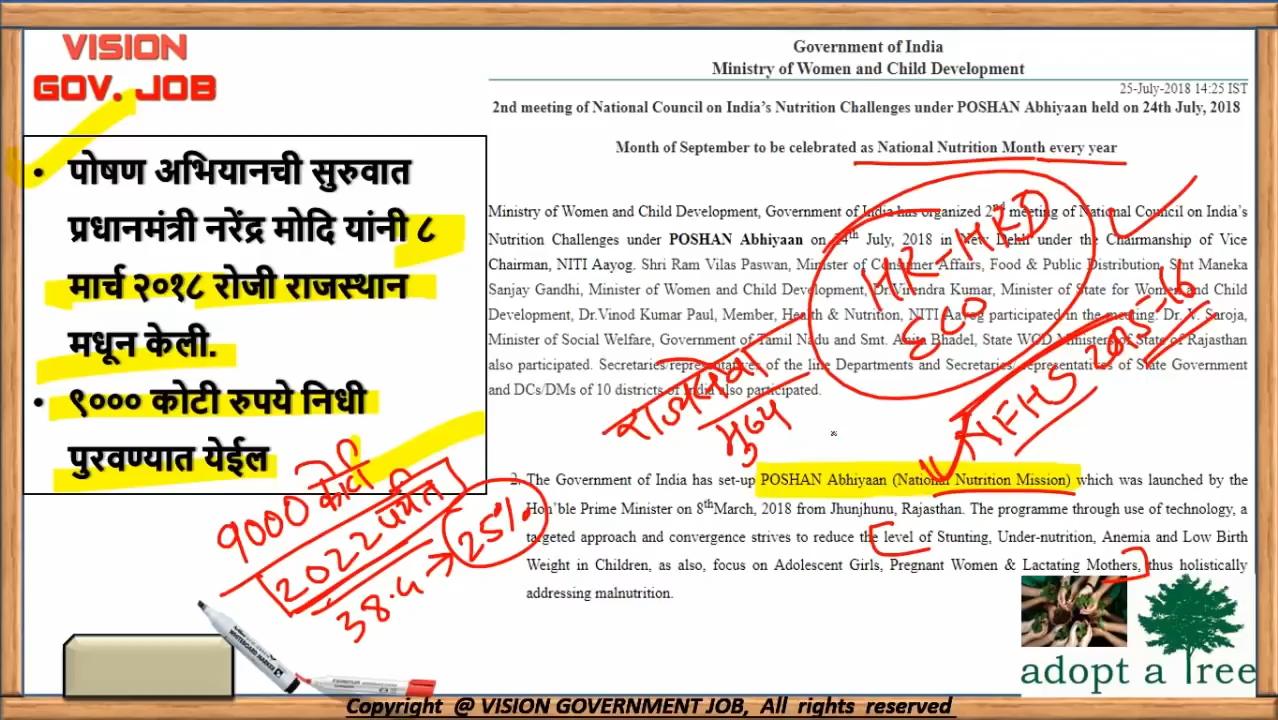 VISION
GOV. JOB
• पोषण अभियानची सुरुवात
प्रधानमंत्री नरेंद्र मोदि यांनी ८
मार्च २०१८ रोजी राजस्थान
मधून केली.
• ९००० कोटी रुपये निधी
पुरवण्यात येईल
Government of India
Ministry of Women and Child Development
25-July-2018 14:25 IST
2nd meeting of National Council on India's Nutrition Challenges under POSHAN Abhiyaan held on 24th July, 2018
Month of September to be celebrated as National Nutrition Month every year
Ministry of Women and Child Development, Government of India has organized 2nd meeting of National Council on India's
Nutrition Challenges under POSHAN Abhiyaan on 24th July, 2018 in New Delhi under the Chairmanship of Vice
Chairman, NITI Aayog. Shri Ram Vilas Paswan, Minister of Consumer Affairs, Food & Public Distribution, Smt Maneka
Sanjay Gandhi, Minister of Women and Child Development, Dr.Virendra Kumar, Minister of State for Women and Child
Development, Dr.Vinod Kumar Paul, Member, Health & Nutrition, NITI Aayog participated in the meeting. Dr. V. Saroja,
Minister of Social Welfare, Government of Tamil Nadu and Smt. Anita Bhadel, State WCD Ministers of State of Rajasthan
also participated. Secretaries/representatives of the line Departments and Secretaries/representatives of State Government
and DCs/DMs of 10 districts of India also participated.
HR-HRD
ECO
राज्यसेवा
मुख्य
NFHS 2015-16
2. The Government of India has set-up POSHAN Abhiyaan (National Nutrition Mission) which was launched by the
Hon'ble Prime Minister on 8thMarch, 2018 from Jhunjhunu, Rajasthan. The programme through use of technology, a
targeted approach and convergence strives to reduce the level of Stunting, Under-nutrition, Anemia and Low Birth
Weight in Children, as also, focus on Adolescent Girls, Pregnant Women & Lactating Mothers, thus holistically
addressing malnutrition.
9000 कोटी
2022 पर्यंत
38.4 → 25%
adopt a Tree
Copyright @ VISION GOVERNMENT JOB, All rights reserved